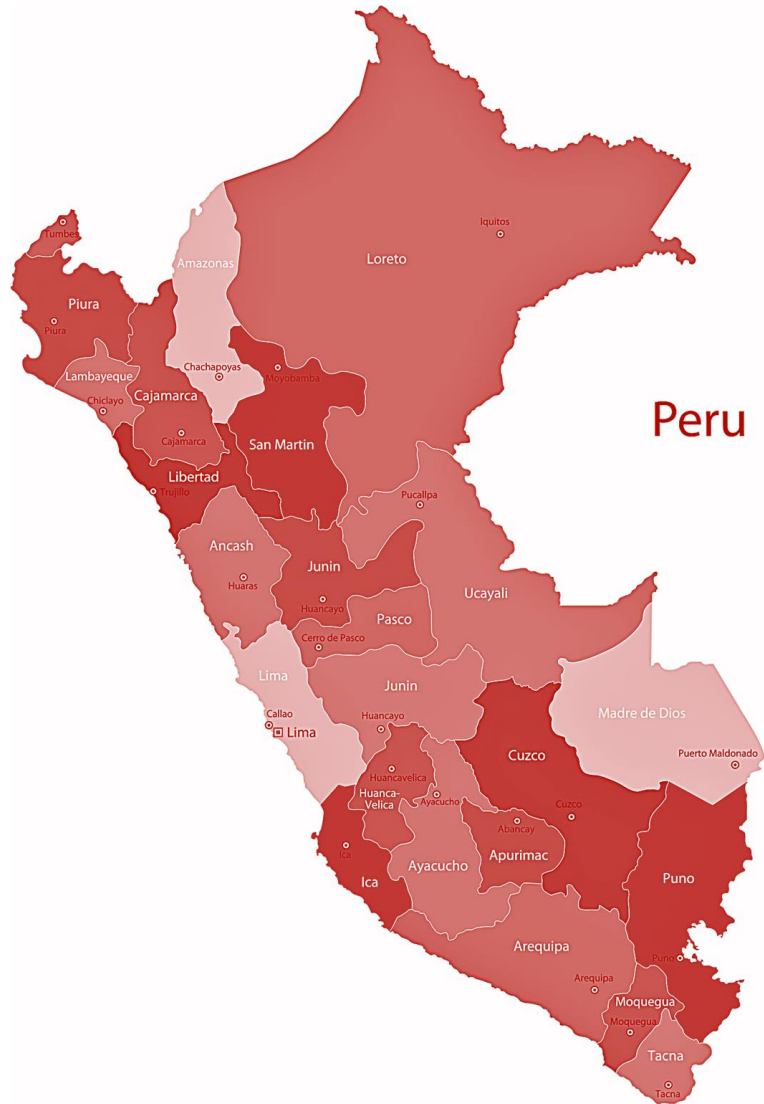 Tumbes
Amazonas
Iquitos
Loreto
Piura
Piura
Lambayeque
Chachapoyas
Moyobamba
Cajamarca
Chiclayo
Cajamarca
Peru
San Martin
Libertad
Trujillo
Pucallpa
Ancash
Junin
Huaras
Huancayo
Ucayali
Pasco
Cerro de Pasco
Lima
Junin
Callao
Lima
Huancayo
Madre de Dios
Puerto Maldonado
Cuzco
Huancavelica
Huanca-
Velica
Ayacucho
Cuzco
Abancay
Ica
Ica
Ayacucho
Apurimac
Puno
Arequipa
Puno
Arequipa
Moquegua
Moquegua
Tacna
Tacna